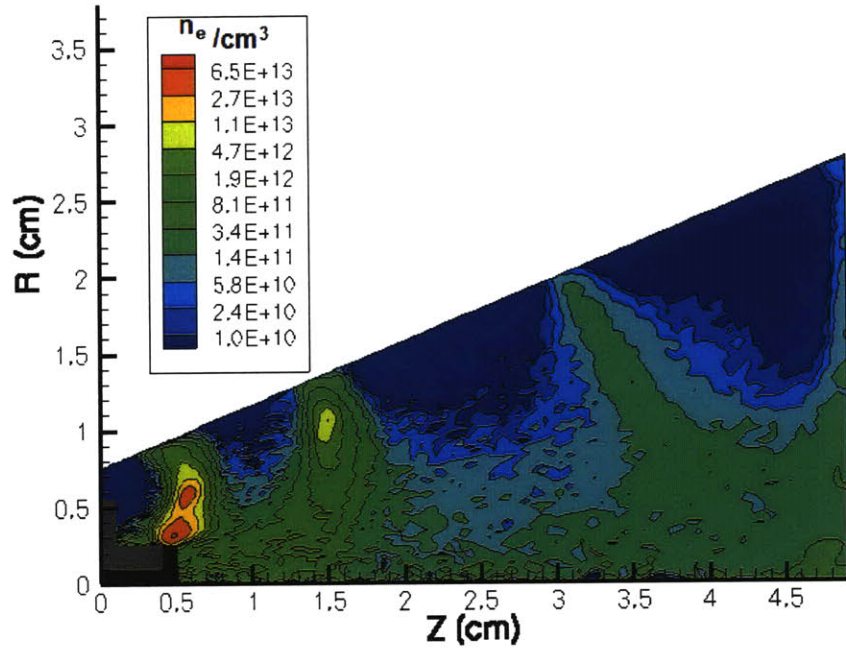 n_e /cm^3
6.5E+13
2.7E+13
1.1E+13
4.7E+12
1.9E+12
8.1E+11
3.4E+11
1.4E+11
5.8E+10
2.4E+10
1.0E+10
3.5
3
2.5
2
1.5
1
0.5
0
R (cm)
0 0.5 1 1.5 2 2.5 3 3.5 4 4.5
Z (cm)